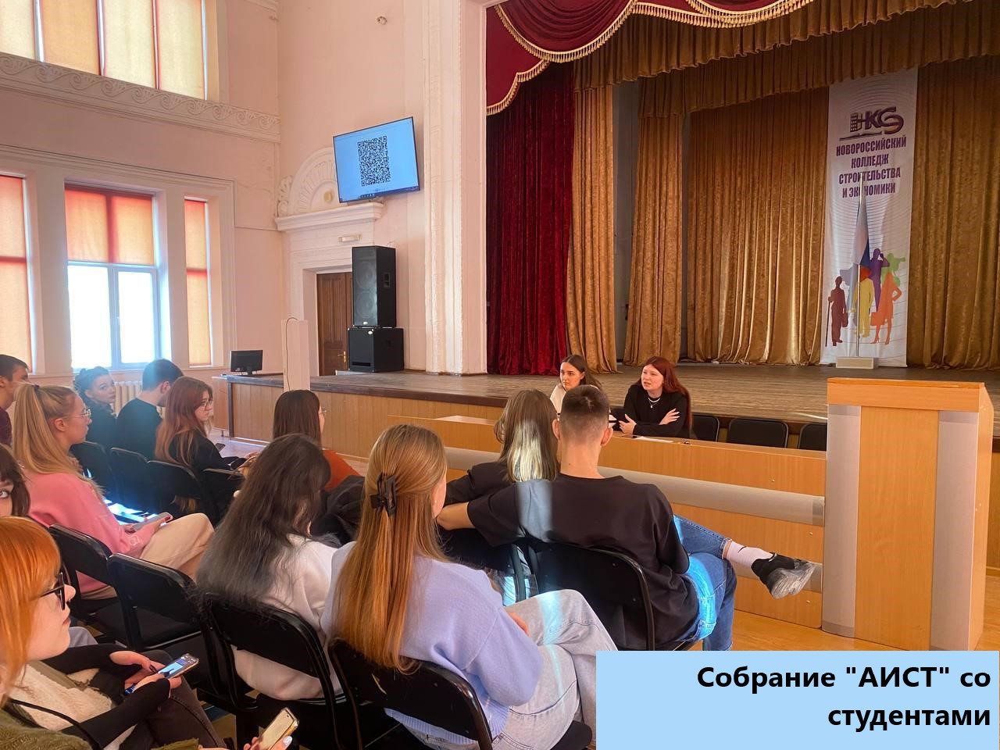 НКСЭ
НОВОРОССИЙСКИЙ
КОЛЛЕДЖ
СТРОИТЕЛЬСТВА
И ЭКОНОМИКИ
Собрание "АИСТ" со
студентами